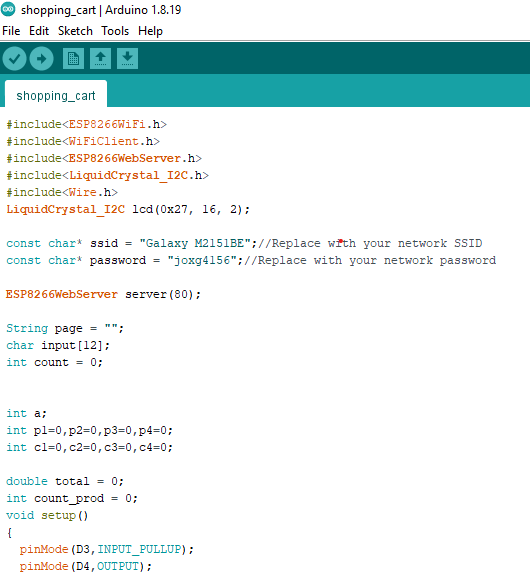 shopping_cart | Arduino 1.8.19
File Edit Sketch Tools Help
shopping_cart
#include<ESP8266WiFi.h>
#include<WiFiClient.h>
#include<ESP8266WebServer.h>
#include<LiquidCrystal_I2C.h>
#include<Wire.h>
LiquidCrystal_I2C lcd(0x27, 16, 2);
const char* ssid = "Galaxy M2151BE";//Replace with your network SSID
const char* password = "joxg4156";//Replace with your network password
ESP8266WebServer server(80);
String page = "";
char input[12];
int count = 0;
int a;
int p1=0,p2=0,p3=0,p4=0;
int c1=0,c2=0,c3=0,c4=0;
double total = 0;
int count_prod = 0;
void setup()
{
pinMode(D3,INPUT_PULLUP);
pinMode(D4,OUTPUT);